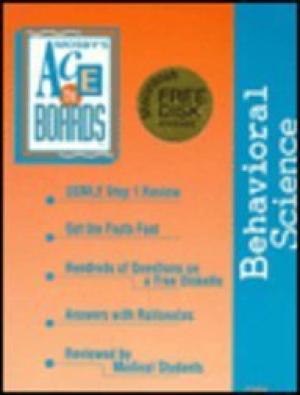 MOSBY'S
ACE
THE
BOARDS
FREE
DISK
USMLE Step 1 Review
Get the Facts Fast
Hundreds of Questions on
a Free Diskette
Answers with Rationales
Reviewed by
Medical Students
Behavioral
Science